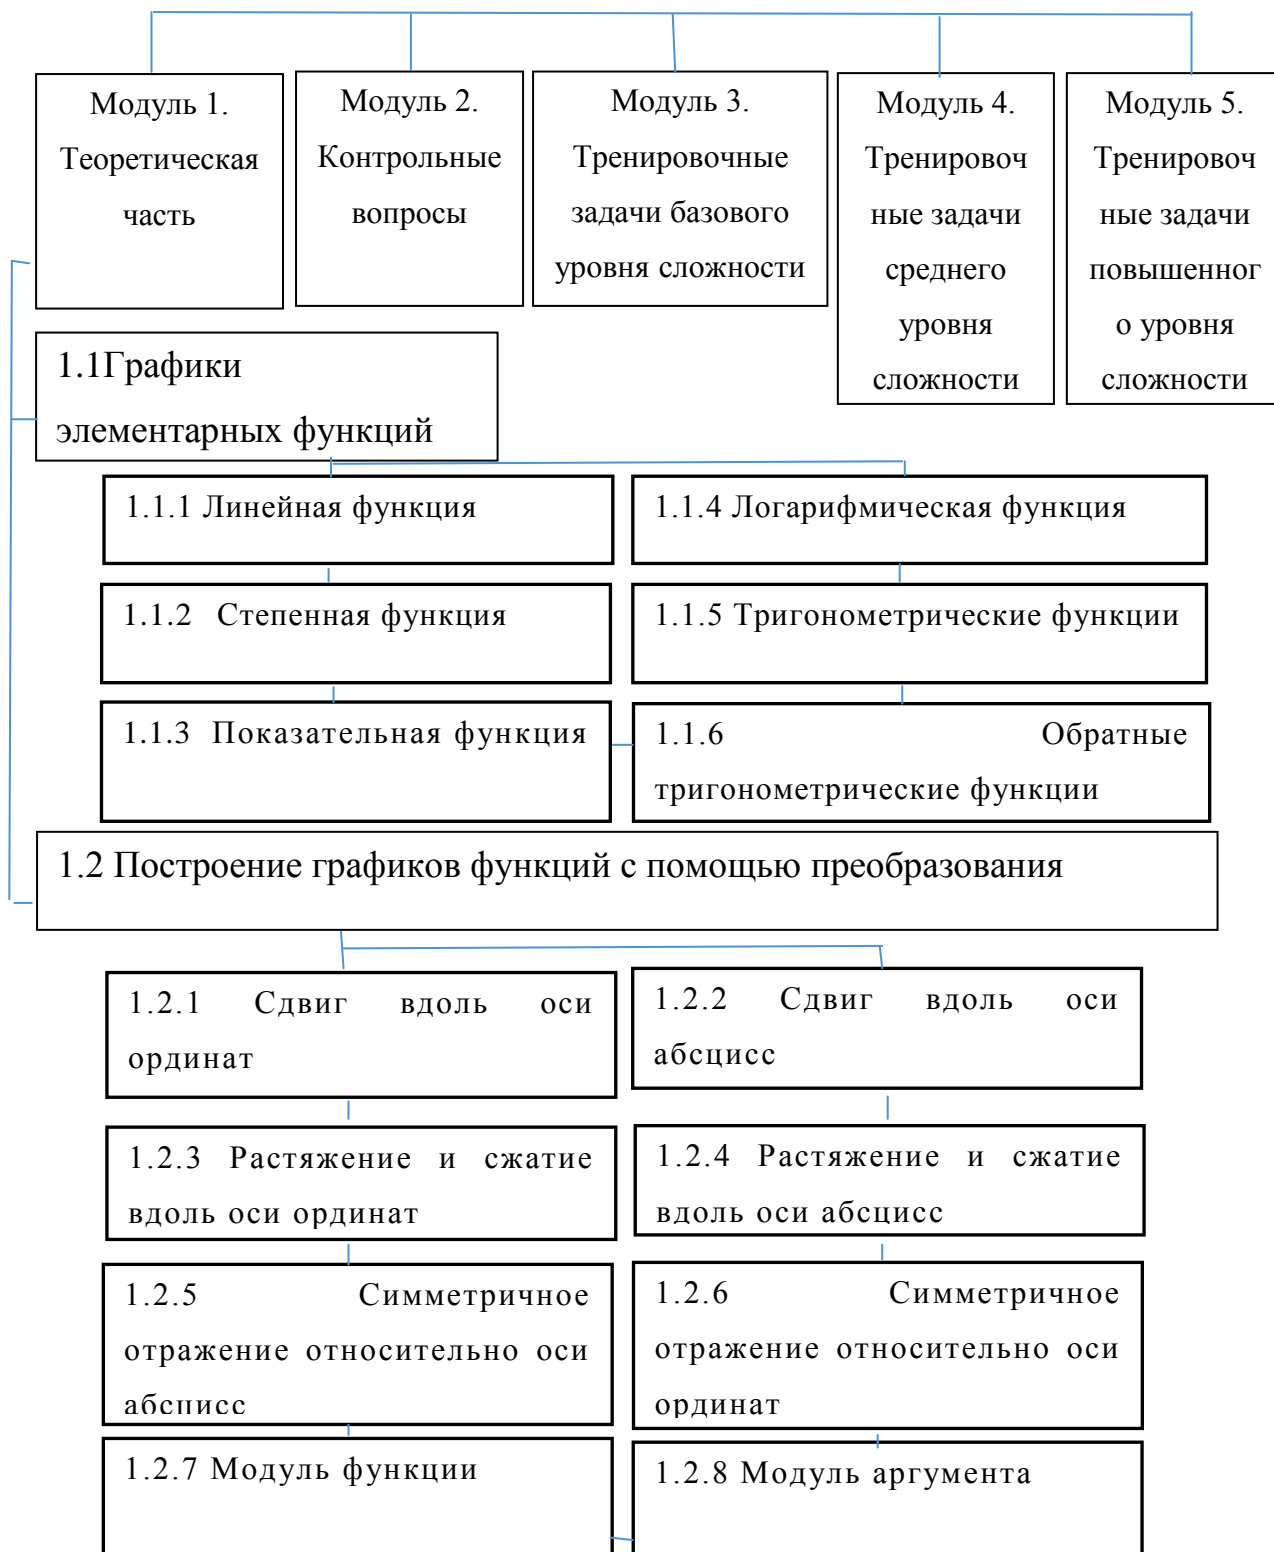 Модуль 1.
Теоретическая
часть
Модуль 2.
Контрольные
вопросы
Модуль 3.
Тренировочные
задачи базового
уровня сложности
Модуль 4.
Тренировоч
ные задачи
среднего
уровня
сложности
Модуль 5.
Тренировоч
ные задачи
повышенног
о уровня
сложности
1.1Графики
элементарных функций
1.1.1 Линейная функция
1.1.4 Логарифмическая функция
1.1.2 Степенная функция
1.1.5 Тригонометрические функции
1.1.3 Показательная функция
1.1.6 Обратные
тригонометрические функции
1.2 Построение графиков функций с помощью преобразования
1.2.1 Сдвиг вдоль оси
ординат
1.2.2 Сдвиг вдоль оси
абсцисс
1.2.3 Растяжение и сжатие
вдоль оси ординат
1.2.4 Растяжение и сжатие
вдоль оси абсцисс
1.2.5 Симметричное
отражение относительно оси
абсцисс
1.2.6 Симметричное
отражение относительно оси
ординат
1.2.7 Модуль функции
1.2.8 Модуль аргумента